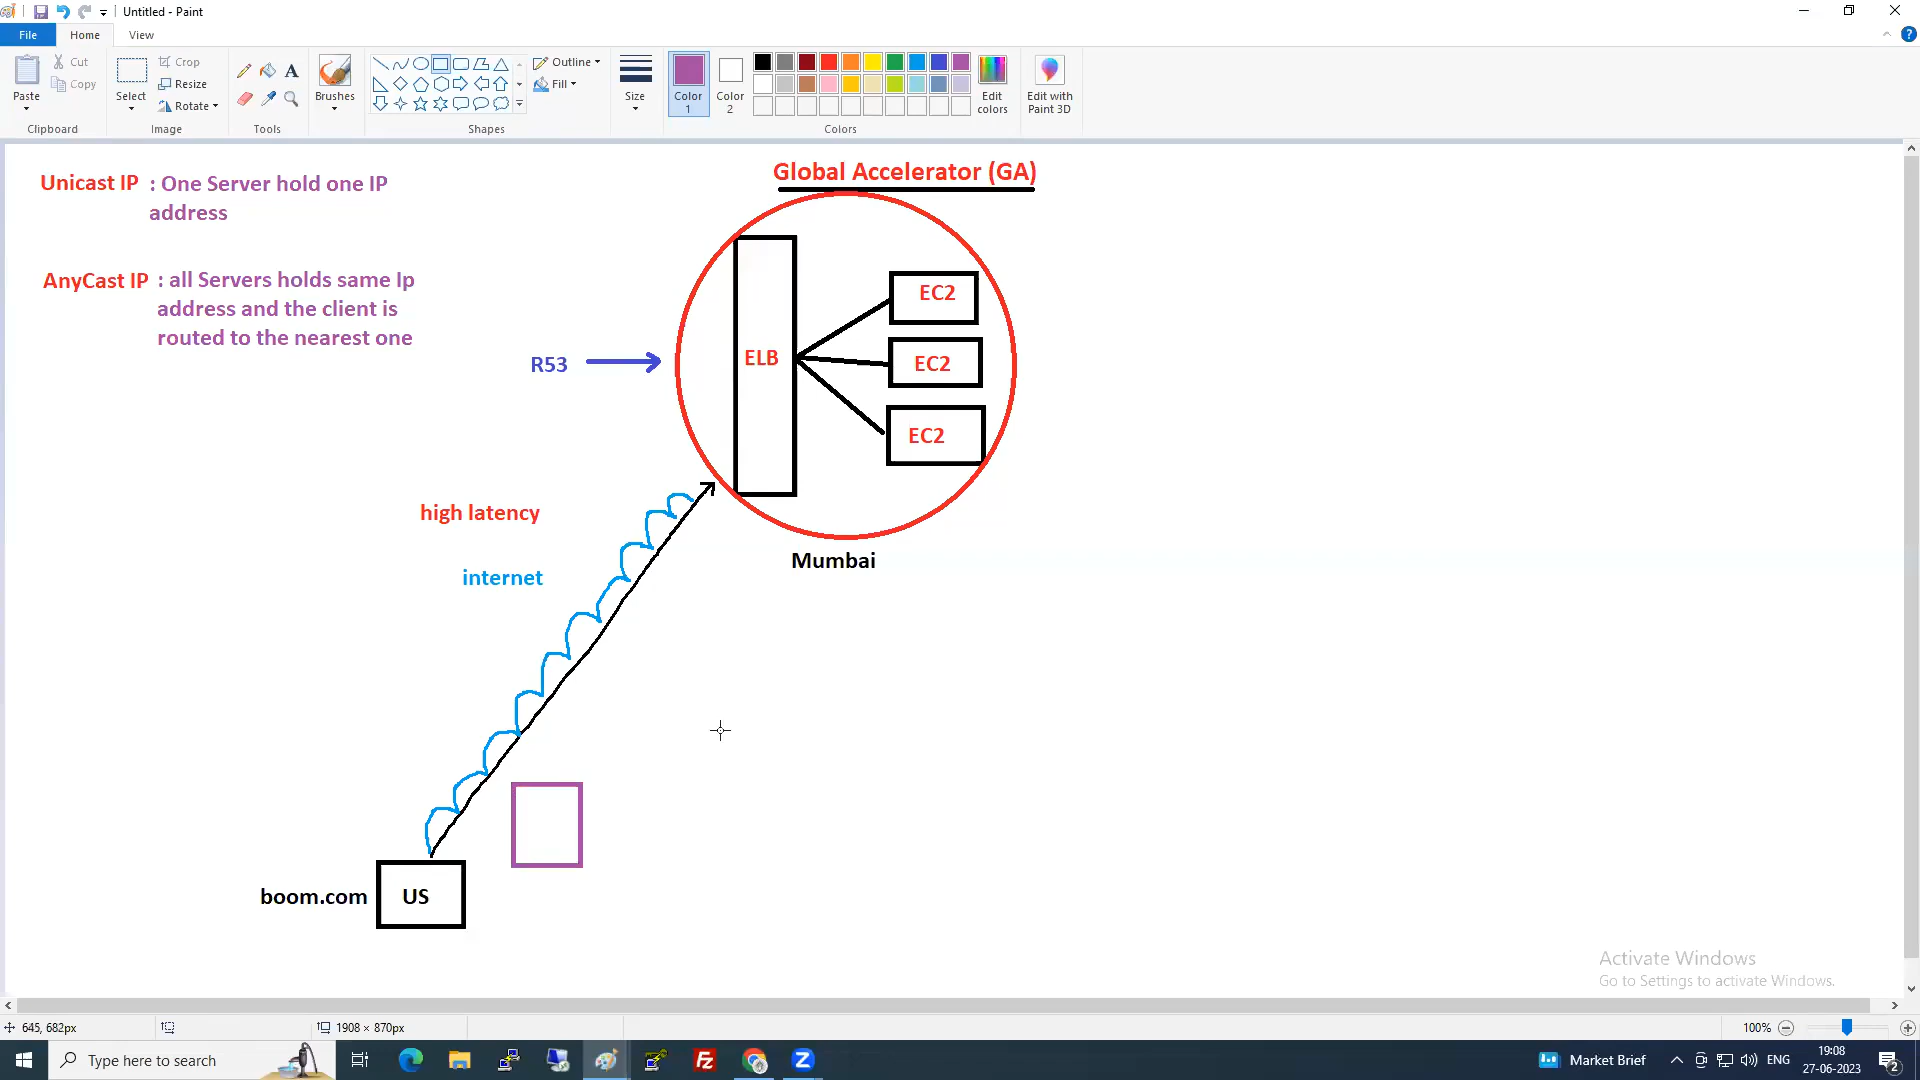 Untitled - Paint
File
Home
View
Paste
Cut
Copy
Clipboard
Select
Crop
Resize
Rotate
Image
Tools
Brushes
Shapes
Outline
Fill
Size
Color
1
Color
2
Colors
Edit
colors
Edit with
Paint 3D
Unicast IP : One Server hold one IP
address
AnyCast IP : all Servers holds same Ip
address and the client is
routed to the nearest one
Global Accelerator (GA)
ELB
EC2
EC2
EC2
R53
Mumbai
high latency
internet
boom.com
US
Activate Windows
Go to Settings to activate Windows.
645, 682px
1908 × 870px
100%
Type here to search
Market Brief
ENG
19:08
27-06-2023
2